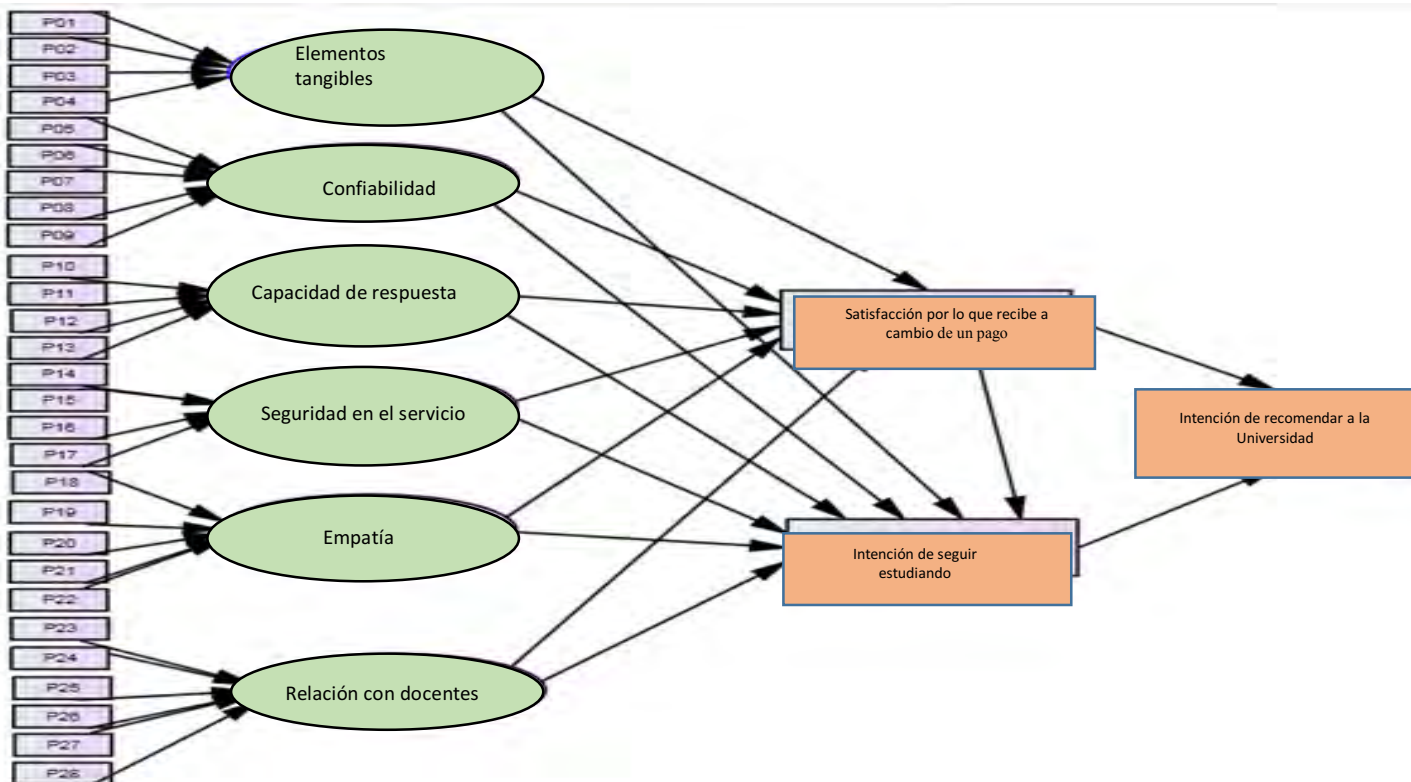 P01
P02
P03
P04
P05
P06
P07
P08
P09
P10
P11
P12
P13
P14
P15
P16
P17
P18
P19
P20
P21
P22
P23
P24
P25
P26
P27
P28
Elementos
tangibles
Confiabilidad
Capacidad de respuesta
Seguridad en el servicio
Empatía
Relación con docentes
Satisfacción por lo que recibe a
cambio de un pago
Intención de seguir
estudiando
Intención de recomendar a la
Universidad